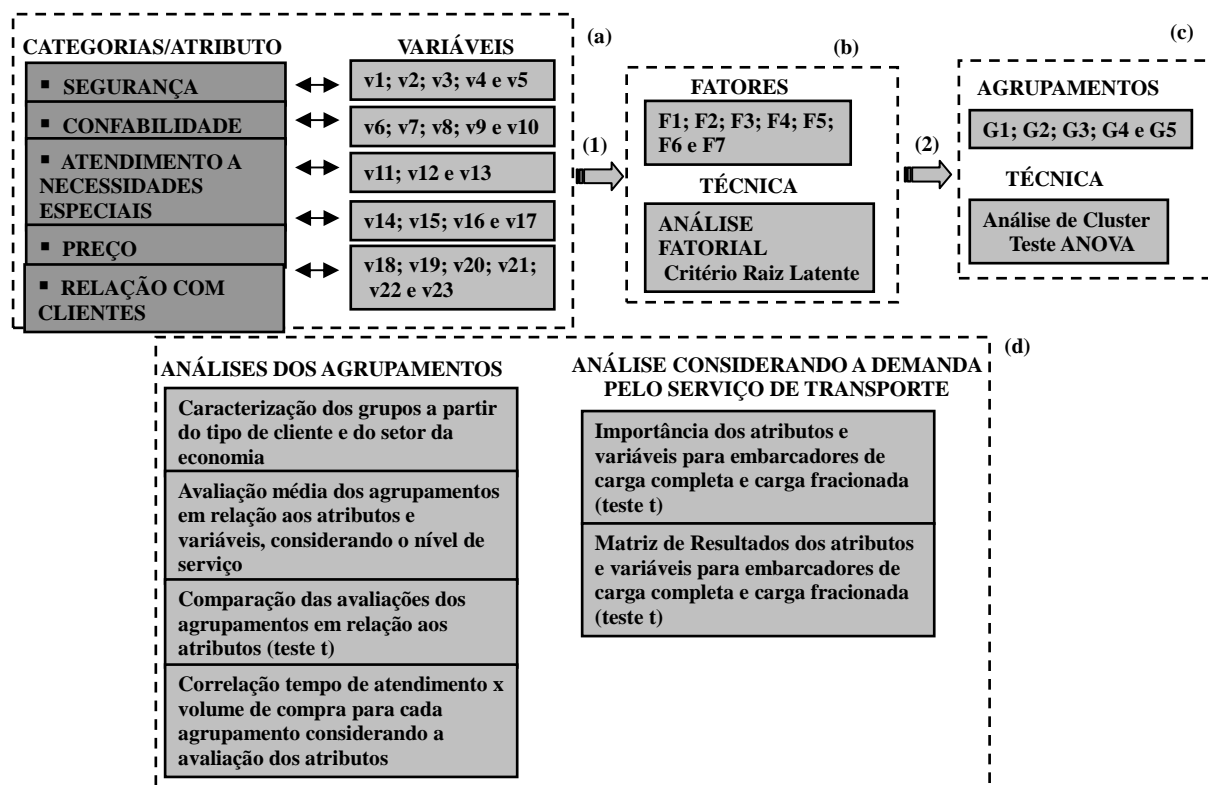 (a)
CATEGORIAS/ATRIBUTO
▪ SEGURANÇA
▪ CONFABILIDADE
▪ ATENDIMENTO A
NECESSIDADES
ESPECIAIS
▪ PREÇO
▪ RELAÇÃO COM
CLIENTES
VARIÁVEIS
v1; v2; v3; v4 e v5
v6; v7; v8; v9 e v10
v11; v12 e v13
v14; v15; v16 e v17
v18; v19; v20; v21;
v22 e v23
(1)
(b)
FATORES
F1; F2; F3; F4; F5;
F6 e F7
TÉCNICA
ANÁLISE
FATORIAL
Critério Raiz Latente
(2)
(c)
AGRUPAMENTOS
G1; G2; G3; G4 e G5
TÉCNICA
Análise de Cluster
Teste ANOVA
(d)
ANÁLISES DOS AGRUPAMENTOS
Caracterização dos grupos a partir
do tipo de cliente e do setor da
economia
Avaliação média dos agrupamentos
em relação aos atributos e
variáveis, considerando o nível de
serviço
Comparação das avaliações dos
agrupamentos em relação aos
atributos (teste t)
Correlação tempo de atendimento x
volume de compra para cada
agrupamento considerando a
avaliação dos atributos
ANÁLISE CONSIDERANDO A DEMANDA
PELO SERVIÇO DE TRANSPORTE
Importância dos atributos e
variáveis para embarcadores de
carga completa e carga fracionada
(teste t)
Matriz de Resultados dos atributos
e variáveis para embarcadores de
carga completa e carga fracionada
(teste t)